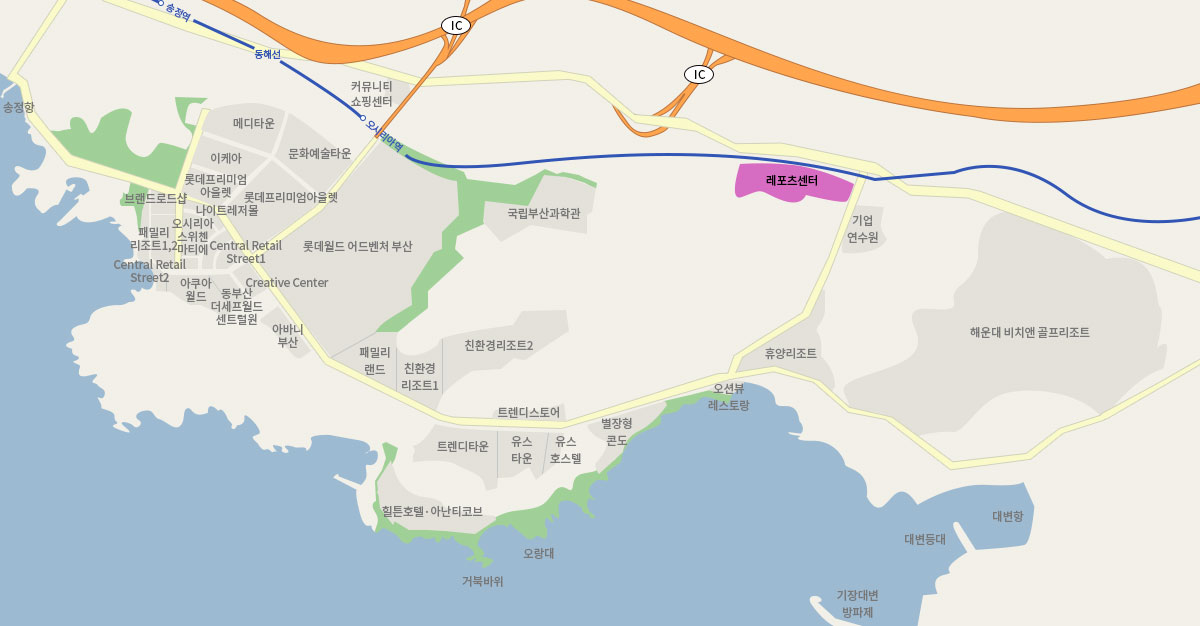 송정역
IC
동해선
IC
커뮤니티
쇼핑센터
송정항
메디타운
오시리아역
이케아
문화예술타운
롯데프리미엄
아울렛
레포츠센터
브랜드로드샵
롯데프리미엄아울렛
나이트레저몰
국립부산과학관
오시리아
스위첸
마티에
기업
연수원
패밀리
리조트1,2
Central Retail
Street1
롯데월드 어드벤처 부산
Central Retail
Street2
아쿠아
월드
Creative Center
동부산
더세프월드
센트럴원
아바니
부산
해운대 비치앤 골프리조트
친환경리조트2
패밀리
랜드
휴양리조트
친환경
리조트1
오션뷰
레스토랑
트렌디스토어
별장형
콘도
트렌디타운
유스
타운
유스
호스텔
힐튼호텔·아난티코브
대변항
대변등대
오랑대
거북바위
기장대변
방파제